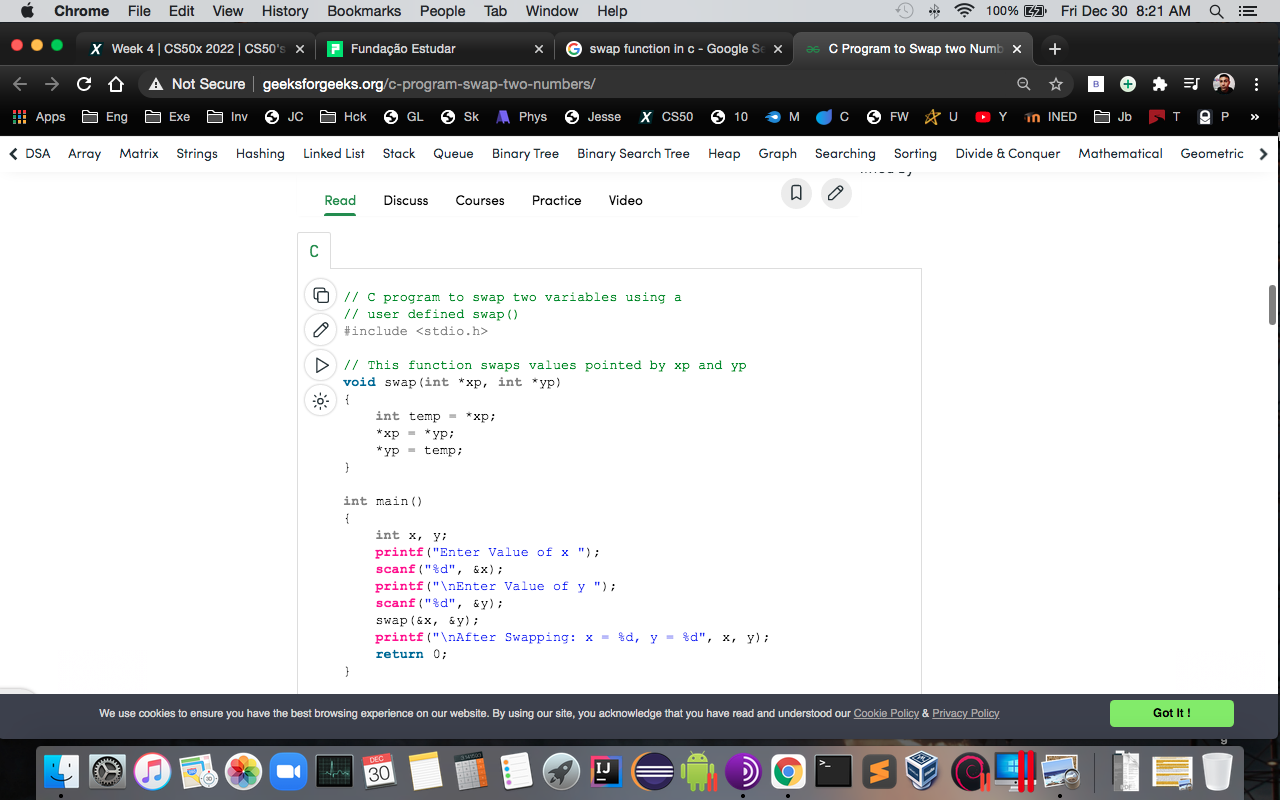 Chrome File Edit View History Bookmarks People Tab Window Help 100% Fri Dec 30 8:21 AM
X Week 4 | CS50x 2022 | CS50's Fundação Estudar swap function in c - Google Se C Program to Swap two Numb
Not Secure geeksforgeeks.org/c-program-swap-two-numbers/
Apps Eng Exe Inv JC Hck GL Sk Phys Jesse X CS50 10 M C FW U Y in INED Jb T P »
DSA Array Matrix Strings Hashing Linked List Stack Queue Binary Tree Binary Search Tree Heap Graph Searching Sorting Divide & Conquer Mathematical Geometric
Read Discuss Courses Practice Video
C
// C program to swap two variables using a
// user defined swap()
#include <stdio.h>
// This function swaps values pointed by xp and yp
void swap(int *xp, int *yp)
{
int temp = *xp;
*xp = *yp;
*yp = temp;
}
int main()
{
int x, y;
printf("Enter Value of x ");
scanf("%d", &x);
printf("\nEnter Value of y ");
scanf("%d", &y);
swap(&x, &y);
printf("\nAfter Swapping: x = %d, y = %d", x, y);
return 0;
}
We use cookies to ensure you have the best browsing experience on our website. By using our site, you acknowledge that you have read and understood our Cookie Policy & Privacy Policy
Got It !
DEC
30
IJ